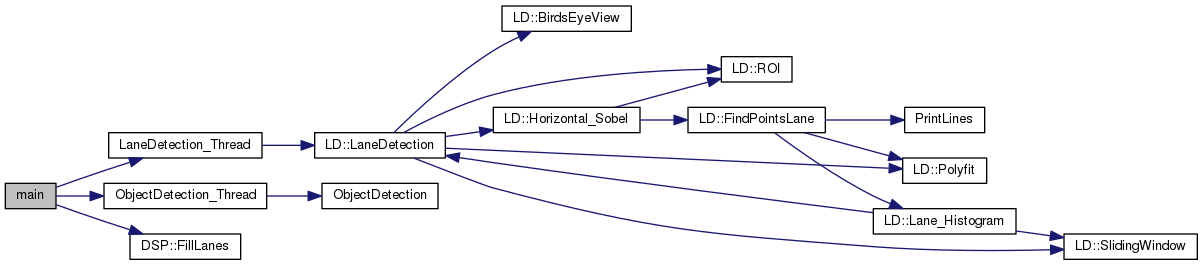 LD::BirdsEyeView
LD::ROI
LD::Horizontal_Sobel
LD::FindPointsLane
PrintLines
LaneDetection_Thread
LD::LaneDetection
LD::Polyfit
main
ObjectDetection_Thread
ObjectDetection
LD::Lane_Histogram
DSP::FillLanes
LD::SlidingWindow